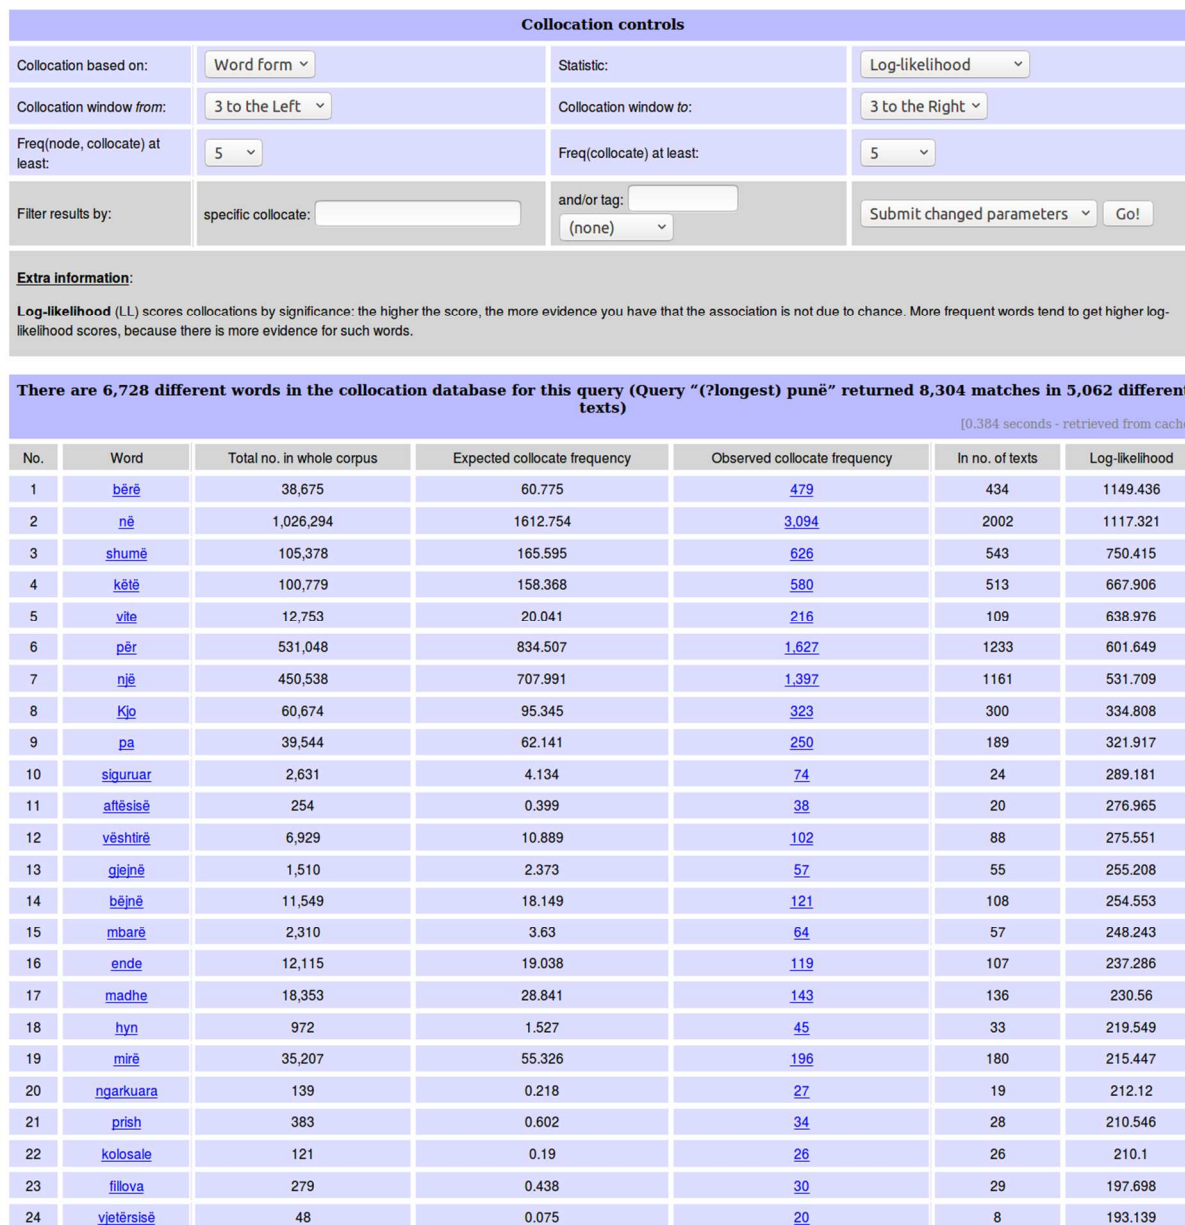 Collocation controls
Collocation based on: Word form Statistic: Log-likelihood
Collocation window from: 3 to the Left Collocation window to: 3 to the Right
Freq(node, collocate) at least: 5 Freq(collocate) at least: 5
Filter results by: specific collocate: and/or tag: (none) Submit changed parameters Go!
Extra information:
Log-likelihood (LL) scores collocations by significance: the higher the score, the more evidence you have that the association is not due to chance. More frequent words tend to get higher log-
likelihood scores, because there is more evidence for such words.
There are 6,728 different words in the collocation database for this query (Query “(?longest) punë” returned 8,304 matches in 5,062 different
texts)
[0.384 seconds - retrieved from cache
No. Word Total no. in whole corpus Expected collocate frequency Observed collocate frequency In no. of texts Log-likelihood
1 bërë 38,675 60.775 479 434 1149.436
2 në 1,026,294 1612.754 3,094 2002 1117.321
3 shumë 105,378 165.595 626 543 750.415
4 këtë 100,779 158.368 580 513 667.906
5 vite 12,753 20.041 216 109 638.976
6 për 531,048 834.507 1,627 1233 601.649
7 një 450,538 707.991 1,397 1161 531.709
8 Kjo 60,674 95.345 323 300 334.808
9 pa 39,544 62.141 250 189 321.917
10 siguruar 2,631 4.134 74 24 289.181
11 aftësisë 254 0.399 38 20 276.965
12 vështirë 6,929 10.889 102 88 275.551
13 gjejnë 1,510 2.373 57 55 255.208
14 bëjnë 11,549 18.149 121 108 254.553
15 mbarë 2,310 3.63 64 57 248.243
16 ende 12,115 19.038 119 107 237.286
17 madhe 18,353 28.841 143 136 230.56
18 hyn 972 1.527 45 33 219.549
19 mirë 35,207 55.326 196 180 215.447
20 ngarkuara 139 0.218 27 19 212.12
21 prish 383 0.602 34 28 210.546
22 kolosale 121 0.19 26 26 210.1
23 fillova 279 0.438 30 29 197.698
24 vjetërsisë 48 0.075 20 8 193.139